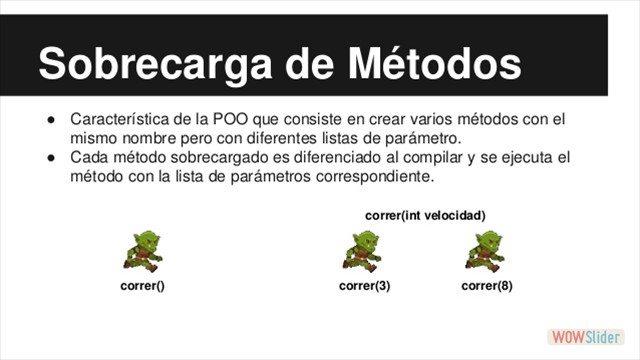 Sobrecarga de Métodos
● Característica de la POO que consiste en crear varios métodos con el
mismo nombre pero con diferentes listas de parámetro.
● Cada método sobrecargado es diferenciado al compilar y se ejecuta el
método con la lista de parámetros correspondiente.
correr(int velocidad)
correr()
correr(3)
correr(8)
WOWSlider